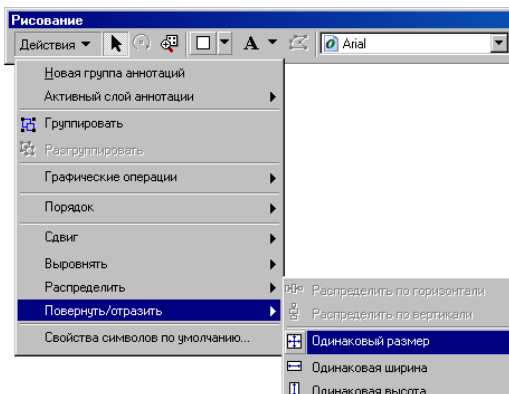 Рисование
Действия A Arial
Новая группа аннотаций
Активный слой аннотации
Группировать
Разгруппировать
Графические операции
Порядок
Сдвиг
Выровнять
Распределить
Повернуть/отразить
Свойства символов по умолчанию...
Распределить по горизонтали
Распределить по вертикали
Одинаковый размер
Одинаковая ширина
Одинаковая высота